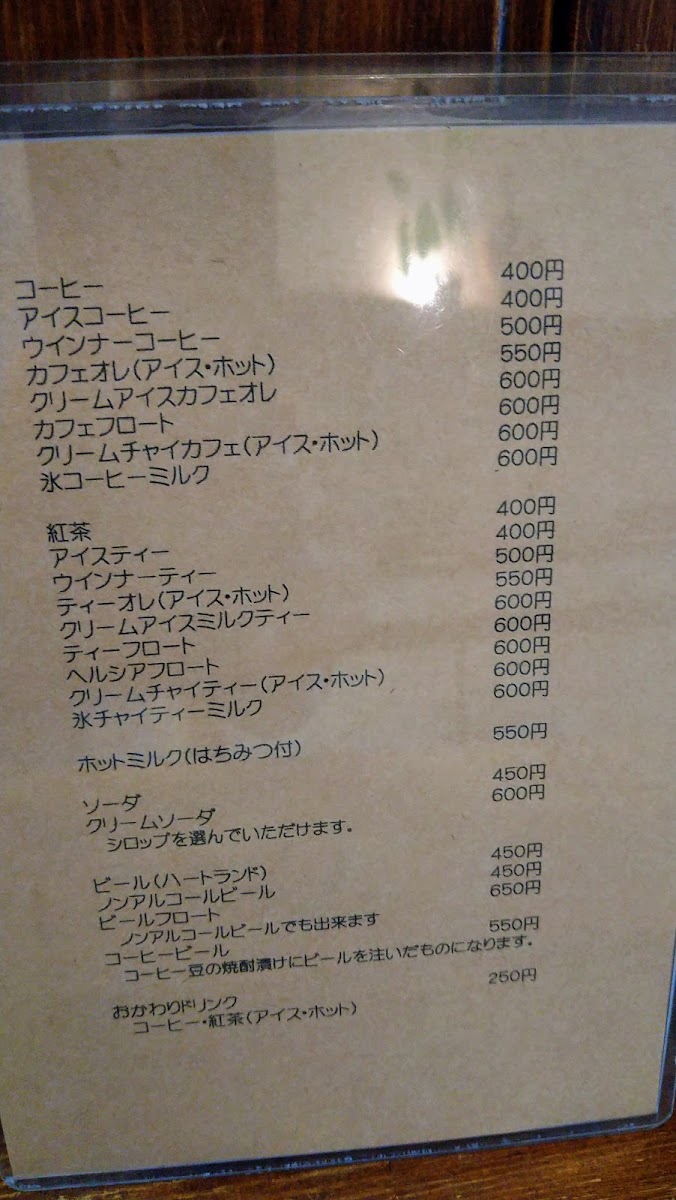 コーヒー 400円
アイスコーヒー 400円
ウインナーコーヒー 500円
カフェオレ(アイス・ホット) 550円
クリームアイスカフェオレ 600円
カフェフロート 600円
クリームチャイカフェ(アイス・ホット) 600円
氷コーヒーミルク 600円
紅茶 400円
アイスティー 400円
ウインナーティー 500円
ティーオレ(アイス・ホット) 550円
クリームアイスミルクティー 600円
ティーフロート 600円
ヘルシアフロート 600円
クリームチャイティー(アイス・ホット) 600円
氷チャイティーミルク 600円
ホットミルク(はちみつ付) 550円
ソーダ 450円
クリームソーダ 600円
シロップを選んでいただけます。
ビール(ハートランド) 450円
ノンアルコールビール 450円
ビールフロート 650円
ノンアルコールビールでも出来ます
コーヒービール 550円
コーヒー豆の焼酎漬けにビールを注いだものになります。
おかわりドリンク 250円
コーヒー・紅茶(アイス・ホット)